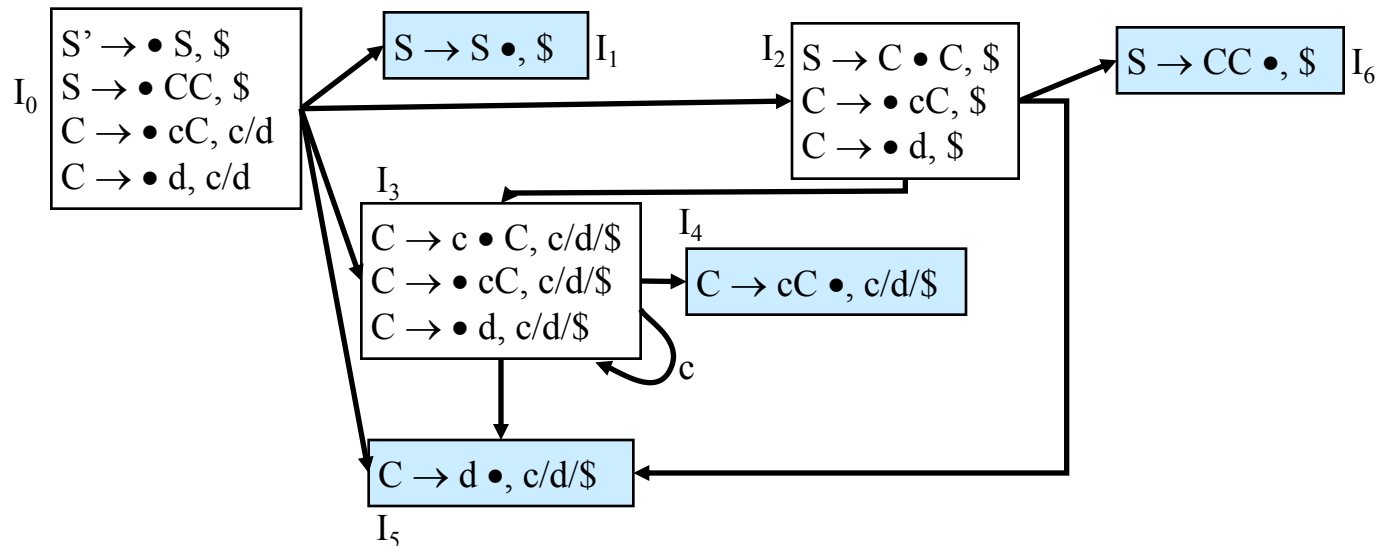 I₀
S’ → • S, $
S → • CC, $
C → • cC, c/d
C → • d, c/d
S → S •, $
I₁
I₂
S → C • C, $
C → • cC, $
C → • d, $
S → CC •, $
I₆
I₃
C → c • C, c/d/$
C → • cC, c/d/$
C → • d, c/d/$
c
I₄
C → cC •, c/d/$
C → d •, c/d/$
I₅